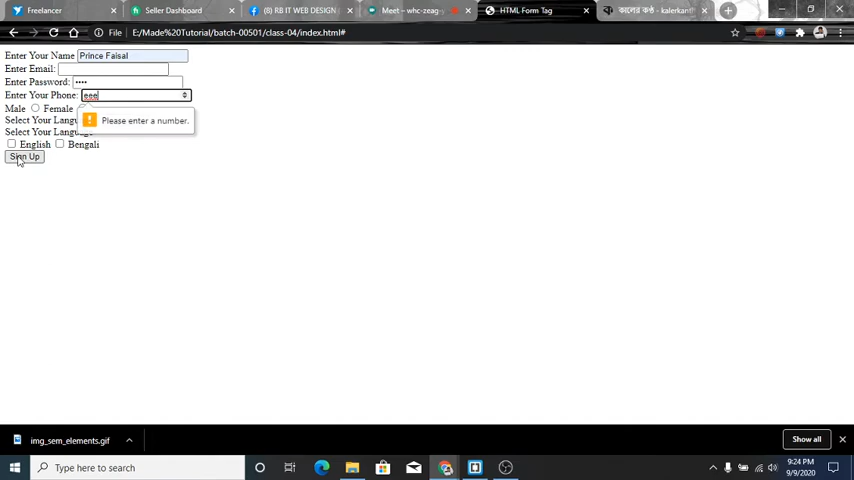 Freelancer
Seller Dashboard
(8) RB IT WEB DESIGN
Meet – whc-zeag-
HTML Form Tag
কালের কণ্ঠ - kalerkanth
File E:/Made%20Tutorial/batch-00501/class-04/index.html#
Enter Your Name Prince Faisal
Enter Email:
Enter Password: ••••
Enter Your Phone: eee
Male Female
Please enter a number.
Select Your Langu
Select Your Language
English Bengali
Sign Up
img_sem_elements.gif
Show all
Type here to search
9:24 PM
9/9/2020